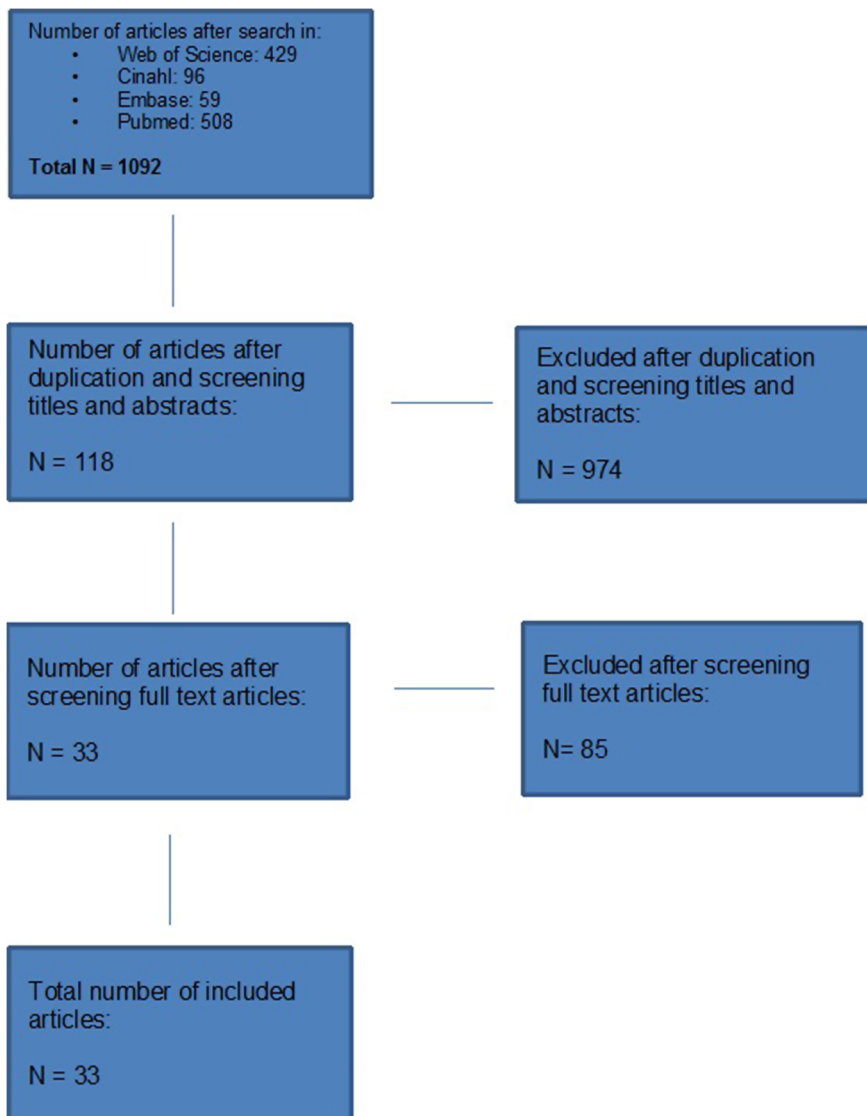 Number of articles after search in:
• Web of Science: 429
• Cinahl: 96
• Embase: 59
• Pubmed: 508
Total N = 1092
Number of articles after
duplication and screening
titles and abstracts:
N = 118
Excluded after duplication
and screening titles and
abstracts:
N = 974
Number of articles after
screening full text articles:
N = 33
Excluded after screening
full text articles:
N= 85
Total number of included
articles:
N = 33